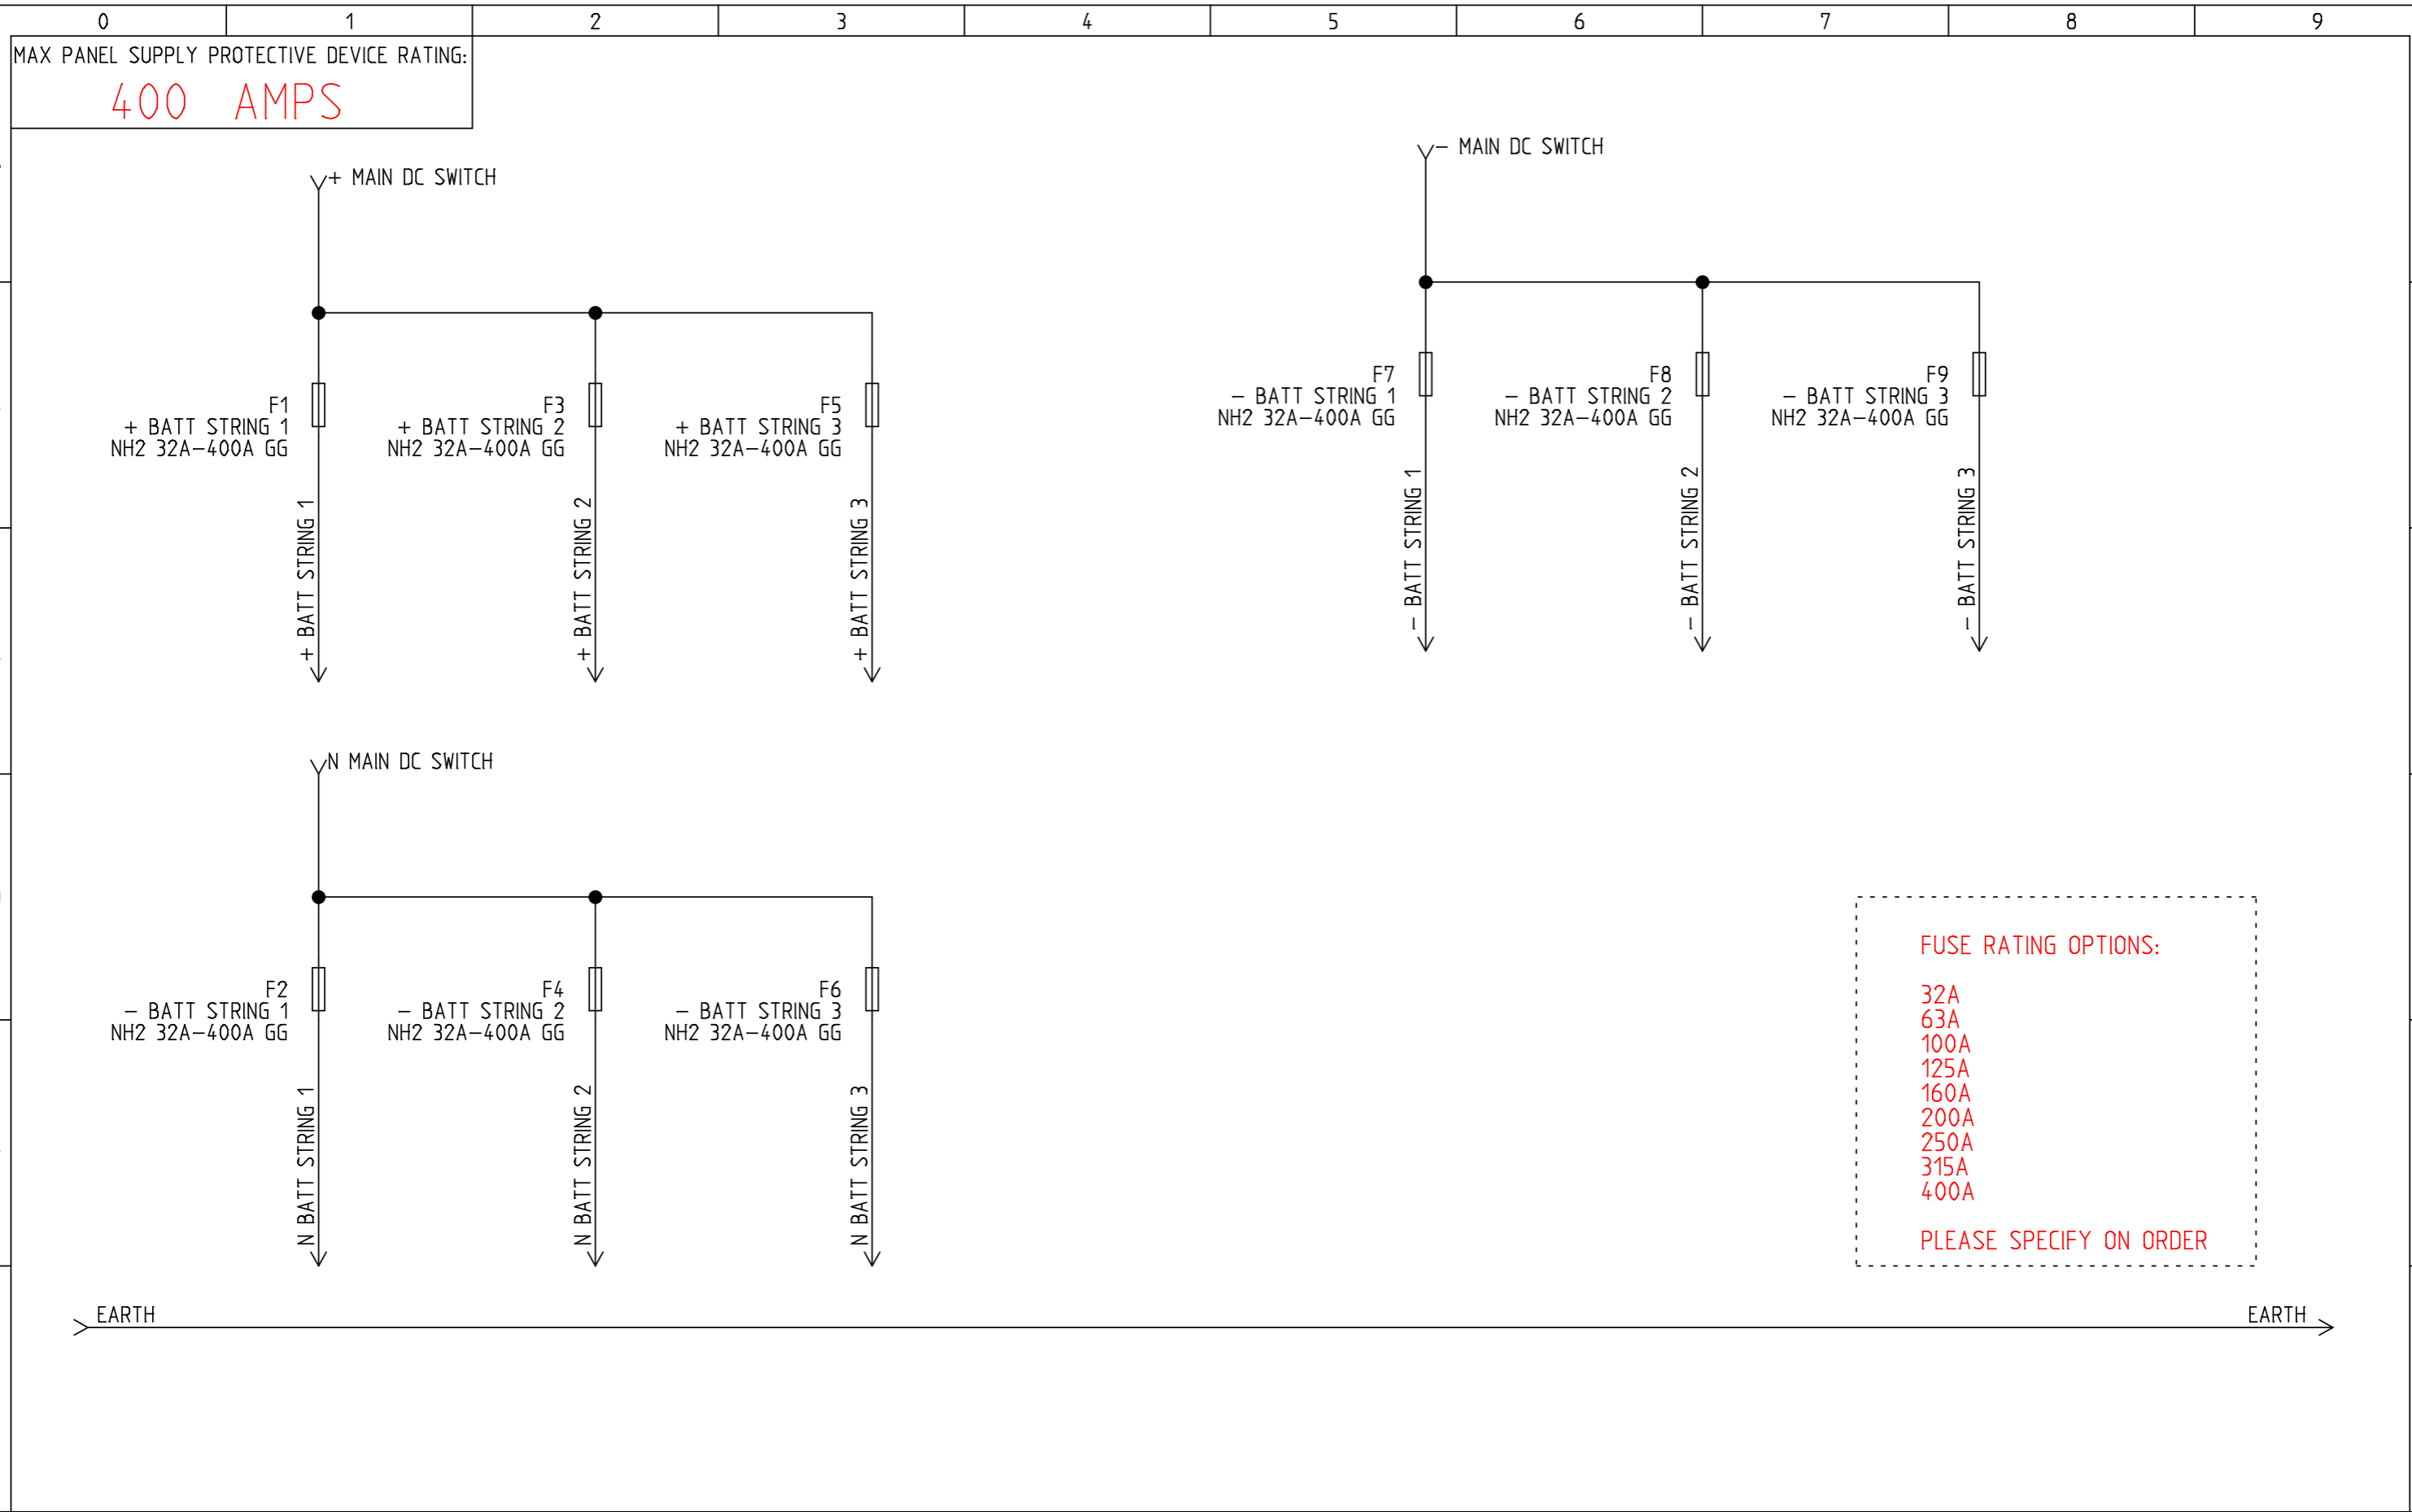 0 1 2 3 4 5 6 7 8 9
MAX PANEL SUPPLY PROTECTIVE DEVICE RATING:
400 AMPS
+ MAIN DC SWITCH
F1
+ BATT STRING 1
NH2 32A-400A GG
+ BATT STRING 1
F3
+ BATT STRING 2
NH2 32A-400A GG
+ BATT STRING 2
F5
+ BATT STRING 3
NH2 32A-400A GG
+ BATT STRING 3
- MAIN DC SWITCH
F7
- BATT STRING 1
NH2 32A-400A GG
- BATT STRING 1
F8
- BATT STRING 2
NH2 32A-400A GG
- BATT STRING 2
F9
- BATT STRING 3
NH2 32A-400A GG
- BATT STRING 3
N MAIN DC SWITCH
F2
- BATT STRING 1
NH2 32A-400A GG
N BATT STRING 1
F4
- BATT STRING 2
NH2 32A-400A GG
N BATT STRING 2
F6
- BATT STRING 3
NH2 32A-400A GG
N BATT STRING 3
FUSE RATING OPTIONS:
32A
63A
100A
125A
160A
200A
250A
315A
400A
PLEASE SPECIFY ON ORDER
EARTH
EARTH